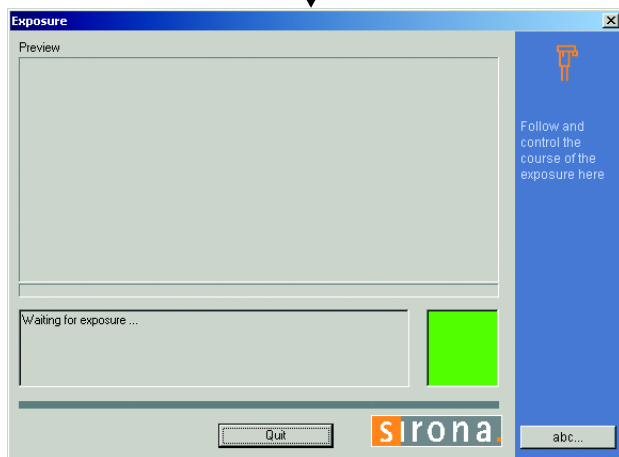 Exposure
Preview
Follow and
control the
course of the
exposure here
Waiting for exposure ...
Quit
sirona.
abc...